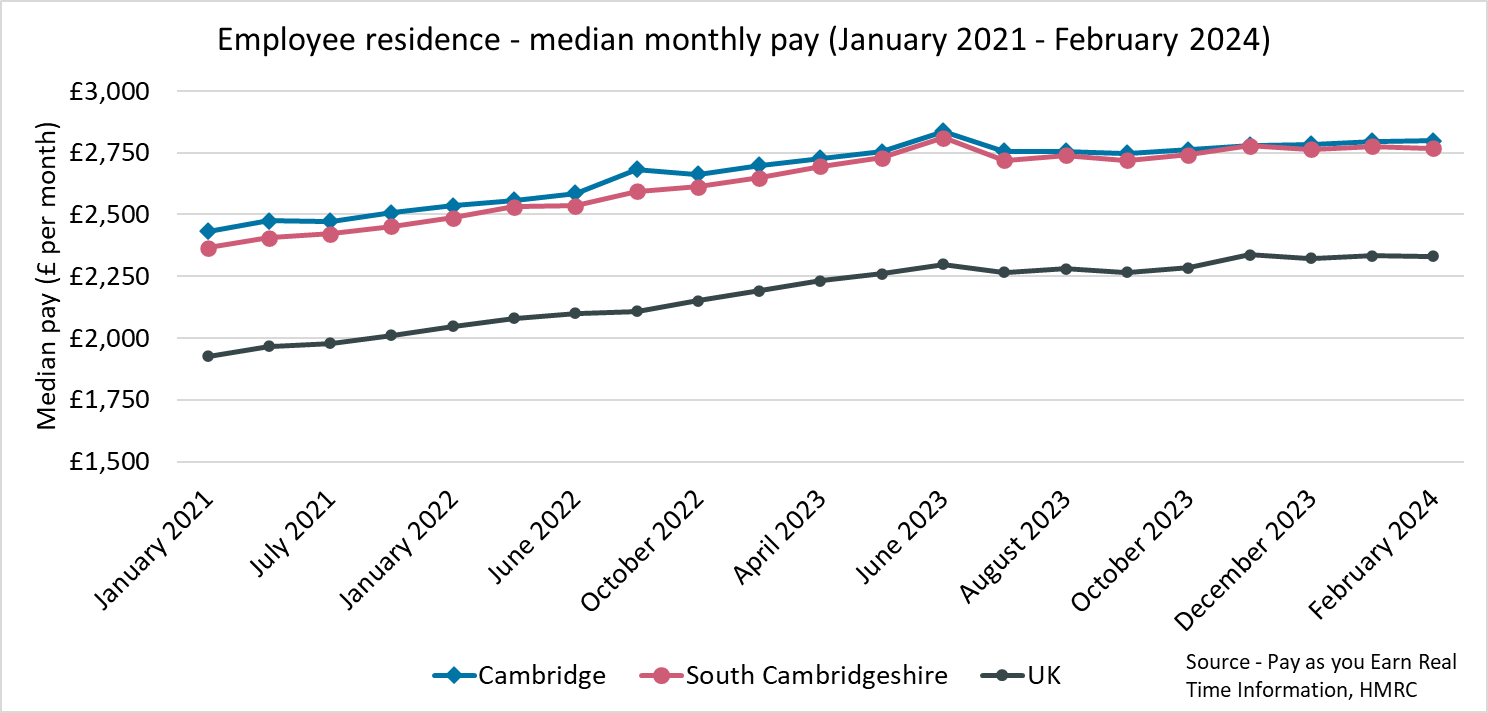 Employee residence - median monthly pay (January 2021 - February 2024)
Median pay (£ per month)
£3,000
£2,750
£2,500
£2,250
£2,000
£1,750
£1,500
January 2021
July 2021
January 2022
June 2022
October 2022
April 2023
June 2023
August 2023
October 2023
December 2023
February 2024
Cambridge
South Cambridgeshire
UK
Source - Pay as you Earn Real
Time Information, HMRC